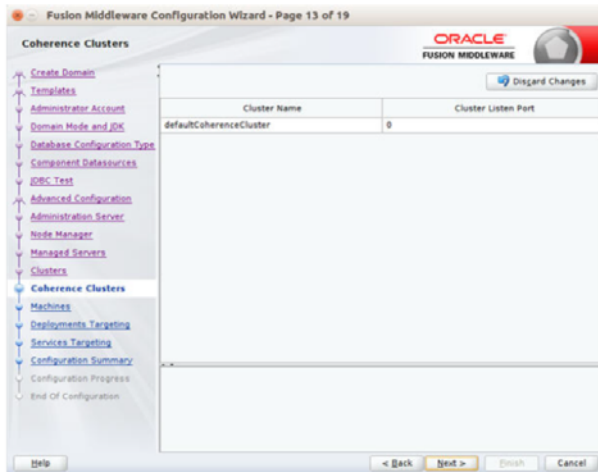 Fusion Middleware Configuration Wizard - Page 13 of 19
Coherence Clusters
ORACLE
FUSION MIDDLEWARE
Create Domain
Templates
Administrator Account
Domain Mode and JDK
Database Configuration Type
Component Datasources
JDBC Test
Advanced Configuration
Administration Server
Node Manager
Managed Servers
Clusters
Coherence Clusters
Machines
Deployments Targeting
Services Targeting
Configuration Summary
Configuration Progress
End Of Configuration
Discard Changes
Cluster Name Cluster Listen Port
defaultCoherenceCluster 0
Help < Back Next > Finish Cancel